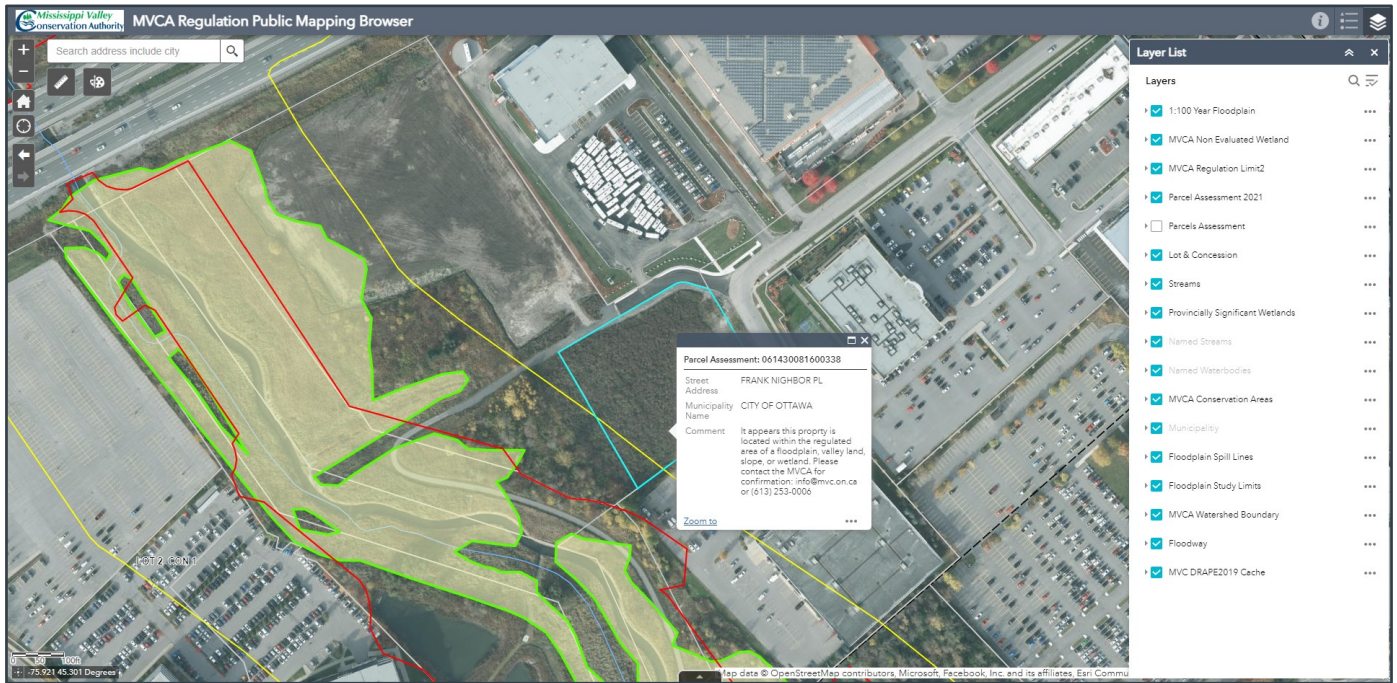 Mississippi Valley
Conservation Authority
MVCA Regulation Public Mapping Browser
Search address include city
Layer List
Layers
1:100 Year Floodplain
MVCA Non Evaluated Wetland
MVCA Regulation Limit2
Parcel Assessment 2021
Parcels Assessment
Lot & Concession
Streams
Provincially Significant Wetlands
Named Streams
Named Waterbodies
MVCA Conservation Areas
Municipaltiy
Floodplain Spill Lines
Floodplain Study Limits
MVCA Watershed Boundary
Floodway
MVC DRAPE2019 Cache
Parcel Assessment: 061430081600338
Street
Address
FRANK NIGHBOR PL
Municipality
Name
CITY OF OTTAWA
Comment
It appears this proprty is
located within the regulated
area of a floodplain, valley land,
slope, or wetland. Please
contact the MVCA for
confirmation: info@mvc.on.ca
or (613) 253-0006
Zoom to
LOT 2, CON 1
0 50 100ft
-75.921 45.301 Degrees
Map data © OpenStreetMap contributors, Microsoft, Facebook, Inc. and its affiliates, Esri Commu